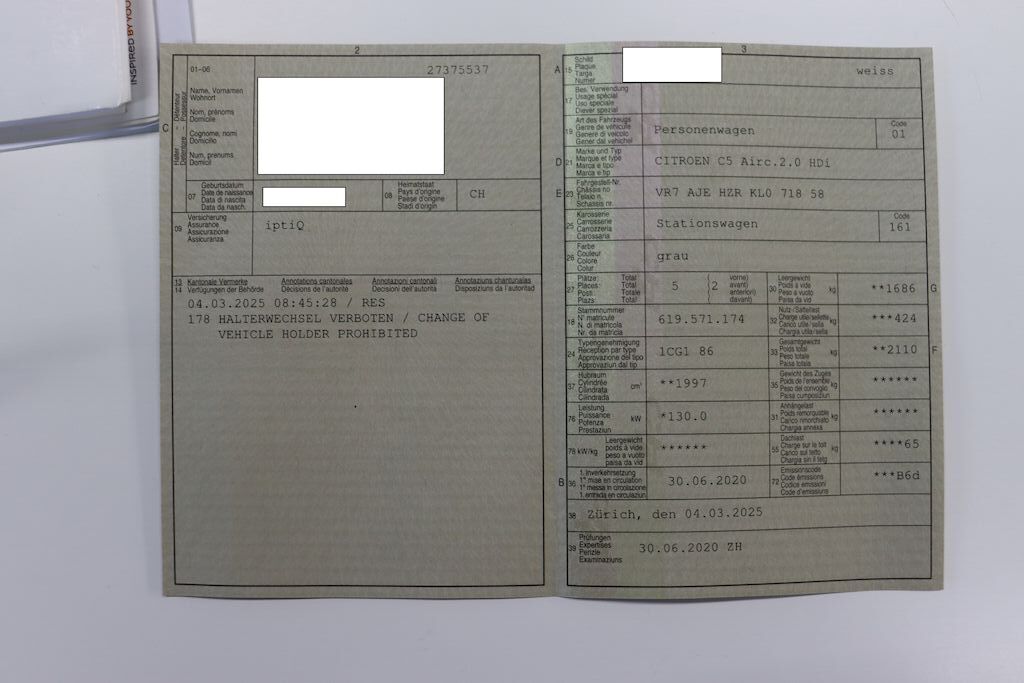 INSPIRED BY YOU
2
01-06
27375537
C
Halter - Détenteur
Detentore - Possessur
Name, Vornamen
Wohnort
Nom, prénoms
Domicile
Cognome, nomi
Domicilio
Num, prenums
Domicil
07
Geburtsdatum
Date de naissance
Data di nascita
Data da nasch.
08
Heimatstaat
Pays d'origine
Paese d'origine
Stadi d'origin
CH
09
Versicherung
Assurance
Assicurazione
Assicuranza
iptiQ
13
14
Kantonale Vermerke
Verfügungen der Behörde
Annotations cantonales
Décisions de l'autorité
Annotazioni cantonali
Decisioni dell'autorità
Annotaziuns chantunalas
Disposiziuns da l'autoritad
04.03.2025 08:45:28 / RES
178 HALTERWECHSEL VERBOTEN / CHANGE OF
VEHICLE HOLDER PROHIBITED
3
A
15
Schild
Plaque
Targa
Numer
weiss
17
Bes. Verwendung
Usage spécial
Uso speciale
Diever spezial
19
Art des Fahrzeugs
Genre de véhicule
Genere di veicolo
Gener dal vehichel
Personenwagen
Code
01
D
21
Marke und Typ
Marque et type
Marca e tipo
Marca e tip
CITROEN C5 Airc.2.0 HDi
E
23
Fahrgestell-Nr.
Châssis no
Telaio n.
Schassis nr.
VR7 AJE HZR KL0 718 58
25
Karosserie
Carrosserie
Carrozzeria
Carossaria
Stationswagen
Code
161
26
Farbe
Couleur
Colore
Colur
grau
27
Plätze: Total
Places: Total
Posti: Totale
Plazs: Total
5
( 2
vorne)
avant)
anteriori)
davant)
30
Leergewicht
Poids à vide
Peso a vuoto
Paisa da vid
kg
**1686
G
18
Stammnummer
N° matricule
N. di matricola
Nr. da matricla
619.571.174
32
Nutz-/Sattellast
Charge utile/sellette
Carico utile/sella
Chargia utila/sella
kg
***424
24
Typengenehmigung
Réception par type
Approvazione del tipo
Approvaziun dal tip
1CG1 86
33
Gesamtgewicht
Poids total
Peso totale
Paisa totala
kg
**2110
F
37
Hubraum
Cylindrée
Cilindrata
Cilindrada
cm³
**1997
35
Gewicht des Zuges
Poids de l'ensemble
Peso del convoglio
Paisa cumposiziun
kg
******
76
Leistung
Puissance
Potenza
Prestaziun
kW
*130.0
31
Anhängelast
Poids remorquable
Carico rimorchiato
Chargia annexa
kg
******
78 kW/kg
Leergewicht
poids à vide
peso a vuoto
paisa da vid
******
55
Dachlast
Charge sur le toit
Carico sul tetto
Chargia sin il tetg
kg
****65
B
36
1. Inverkehrsetzung
1re mise en circulation
1a messa in circolazione
1. entrada en circulaziun
30.06.2020
72
Emissionscode
Code émissions
Codice emissioni
Code d'emissiuns
***B6d
38
Zürich, den 04.03.2025
39
Prüfungen
Expertises
Perizie
Examinaziuns
30.06.2020 ZH